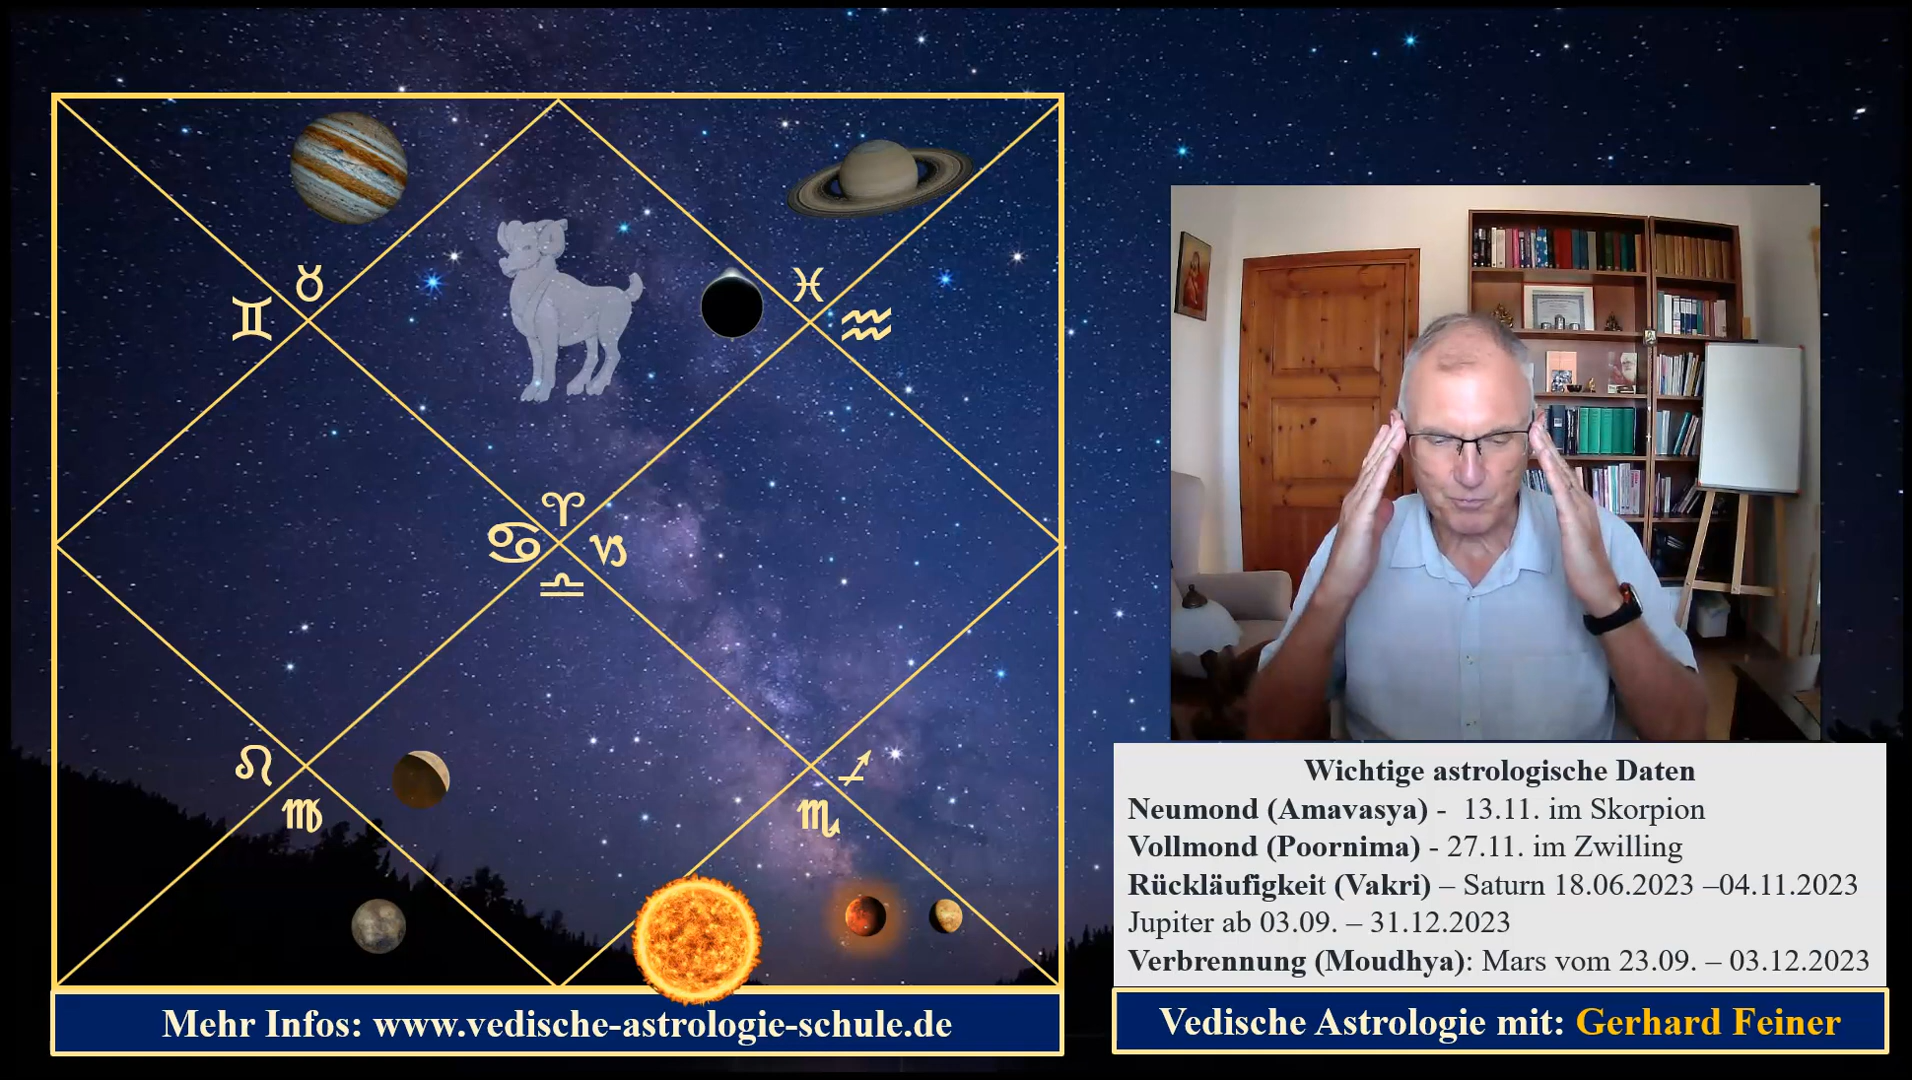 ♉
♊
♓
♒
♈
♋
♑
♎
♌
♍
♐
♏
Wichtige astrologische Daten
Neumond (Amavasya) - 13.11. im Skorpion
Vollmond (Poornima) - 27.11. im Zwilling
Rückläufigkeit (Vakri) – Saturn 18.06.2023 –04.11.2023
Jupiter ab 03.09. – 31.12.2023
Verbrennung (Moudhya): Mars vom 23.09. – 03.12.2023
Mehr Infos: www.vedische-astrologie-schule.de
Vedische Astrologie mit: Gerhard Feiner